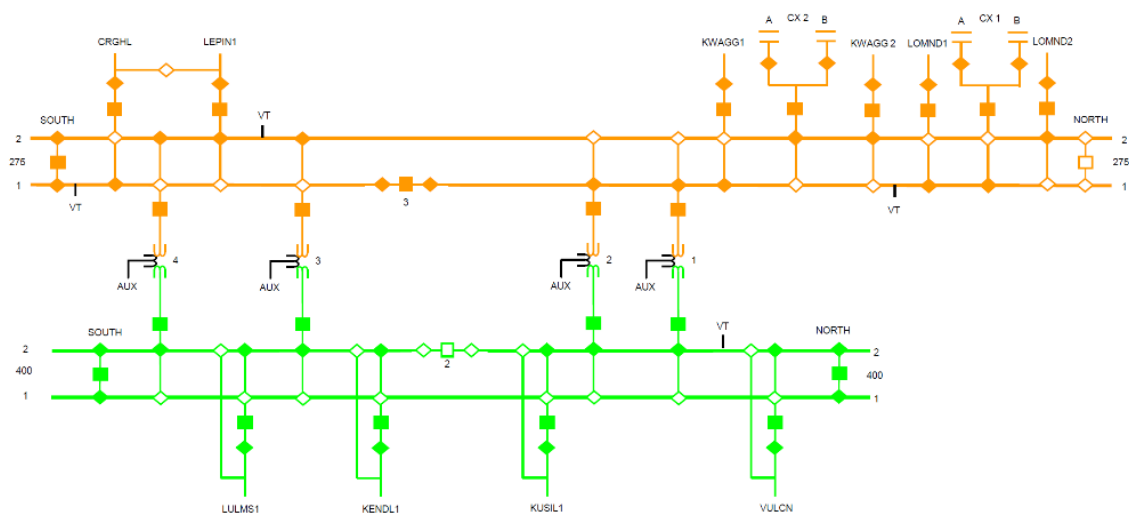 A CX 2 B
A CX 1 B
CRGHL LEPIN1 KWAGG1 KWAGG 2 LOMND1 LOMND2
VT
SOUTH NORTH
2 2
275 275
1 1
VT 3 VT
4 3 2 1
AUX AUX AUX AUX
SOUTH VT NORTH
2 2
2
400 400
1 1
LULMS1 KENDL1 KUSIL1 VULCN